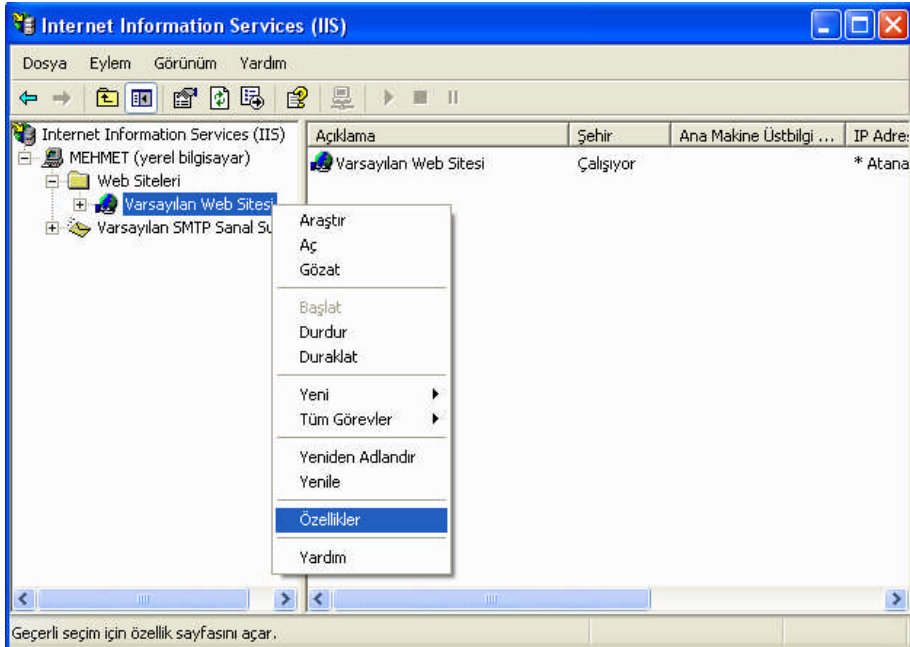 Internet Information Services (IIS)
Dosya Eylem Görünüm Yardım
Internet Information Services (IIS)
MEHMET (yerel bilgisayar)
Web Siteleri
Varsayılan Web Sitesi
Varsayılan SMTP Sanal Su
Açıklama Şehir Ana Makine Üstbilgi ... IP Adre
Varsayılan Web Sitesi Çalışıyor * Atana
Araştır
Aç
Gözat
Başlat
Durdur
Duraklat
Yeni
Tüm Görevler
Yeniden Adlandır
Yenile
Özellikler
Yardım
Geçerli seçim için özellik sayfasını açar.